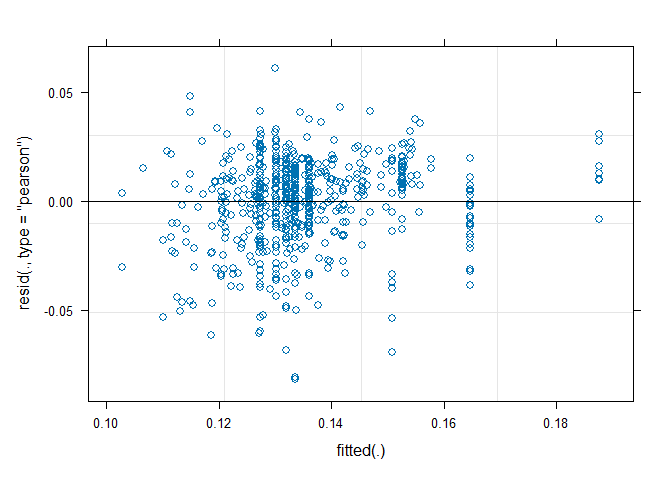 0.05
0.00
-0.05
resid(., type = "pearson")
0.10 0.12 0.14 0.16 0.18
fitted(.)